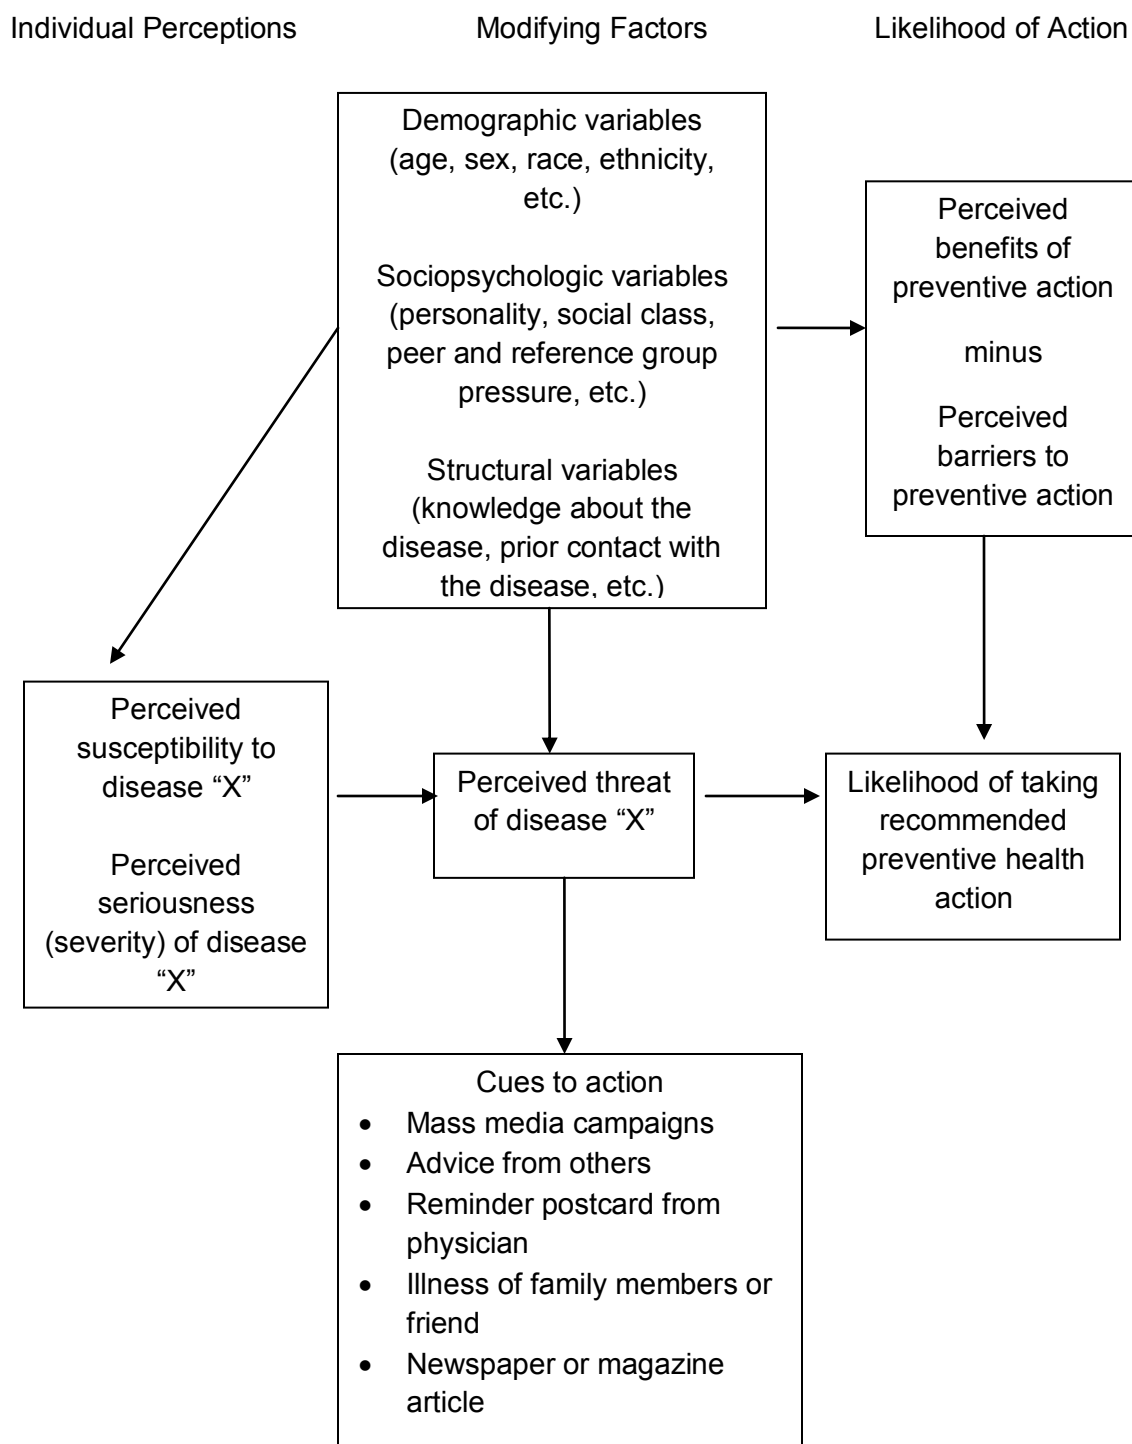 Individual Perceptions
Modifying Factors
Likelihood of Action
Demographic variables
(age, sex, race, ethnicity,
etc.)
Sociopsychologic variables
(personality, social class,
peer and reference group
pressure, etc.)
Structural variables
(knowledge about the
disease, prior contact with
the disease, etc.)
Perceived
benefits of
preventive action
minus
Perceived
barriers to
preventive action
Perceived
susceptibility to
disease “X”
Perceived
seriousness
(severity) of disease
“X”
Perceived threat
of disease “X”
Likelihood of taking
recommended
preventive health
action
Cues to action
• Mass media campaigns
• Advice from others
• Reminder postcard from
physician
• Illness of family members or
friend
• Newspaper or magazine
article